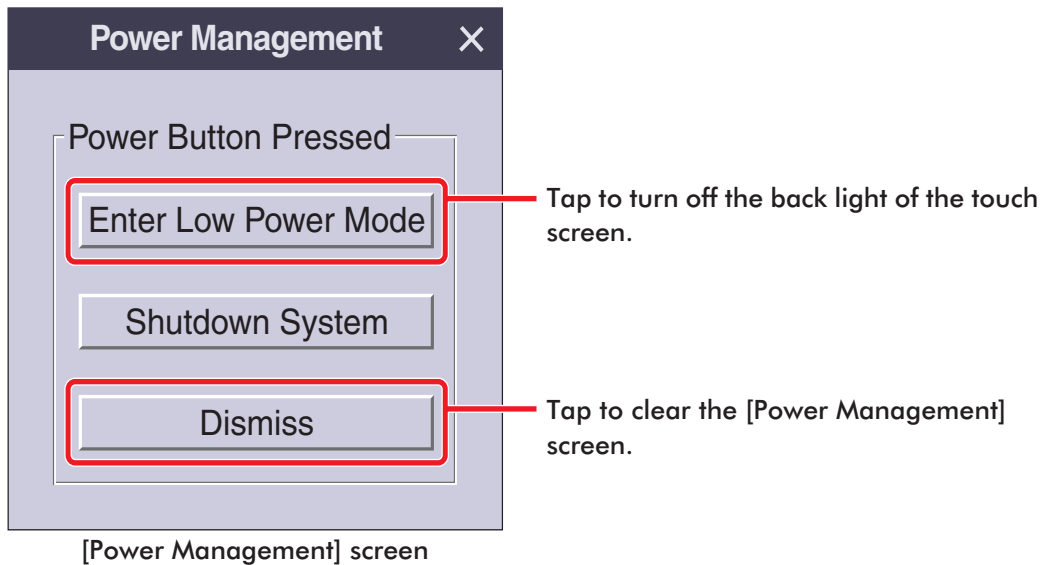 Power Management ×
Power Button Pressed
Enter Low Power Mode
Tap to turn off the back light of the touch
screen.
Shutdown System
Dismiss
Tap to clear the [Power Management]
screen.
[Power Management] screen